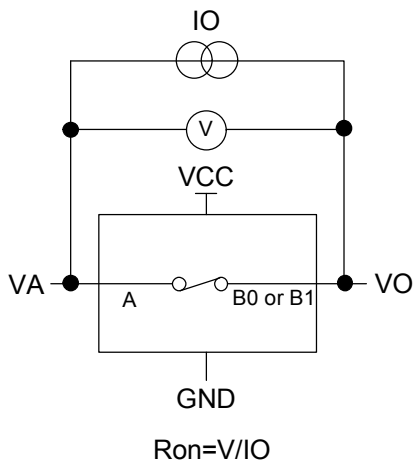 IO
V
VCC
VA A B0 or B1 VO
GND
Ron=V/IO